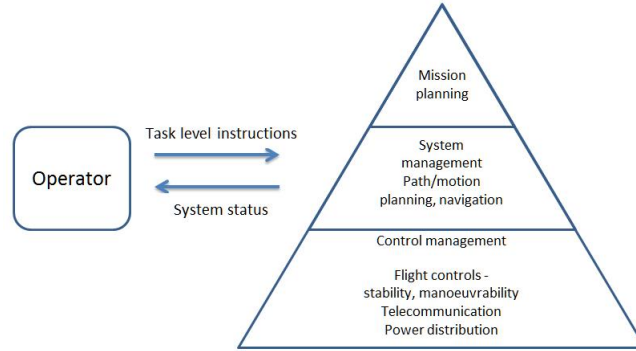 Operator
Task level instructions
System status
Mission
planning
System
management
Path/motion
planning, navigation
Control management
Flight controls -
stability, manoeuvrability
Telecommunication
Power distribution